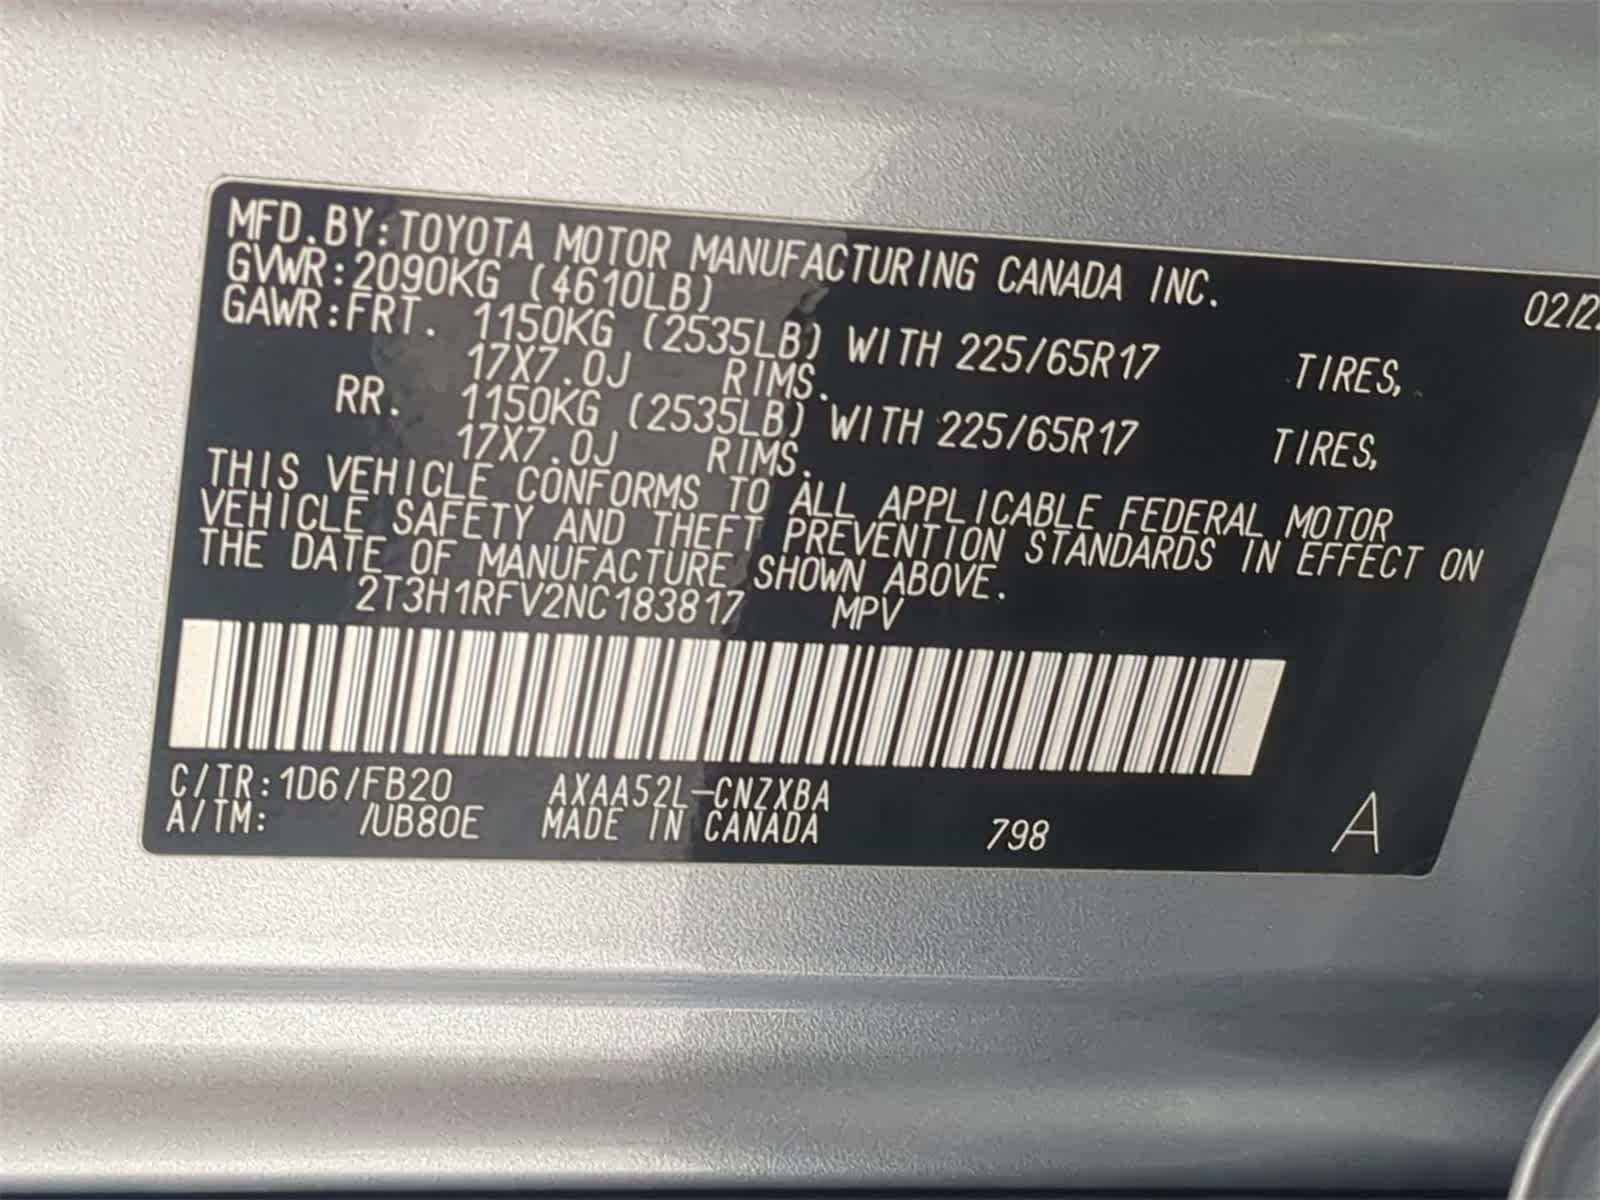 MFD.BY:TOYOTA MOTOR MANUFACTURING CANADA INC.
GVWR:2090KG (4610LB) 02/2
GAWR:FRT. 1150KG (2535LB) WITH 225/65R17 TIRES,
17X7.0J RIMS.
RR. 1150KG (2535LB) WITH 225/65R17 TIRES,
17X7.0J RIMS.
THIS VEHICLE CONFORMS TO ALL APPLICABLE FEDERAL MOTOR
VEHICLE SAFETY AND THEFT PREVENTION STANDARDS IN EFFECT ON
THE DATE OF MANUFACTURE SHOWN ABOVE.
2T3H1RFV2NC183817 MPV
C/TR:1D6/FB20 AXAA52L-CNZXBA
A/TM: /UB80E MADE IN CANADA 798 A